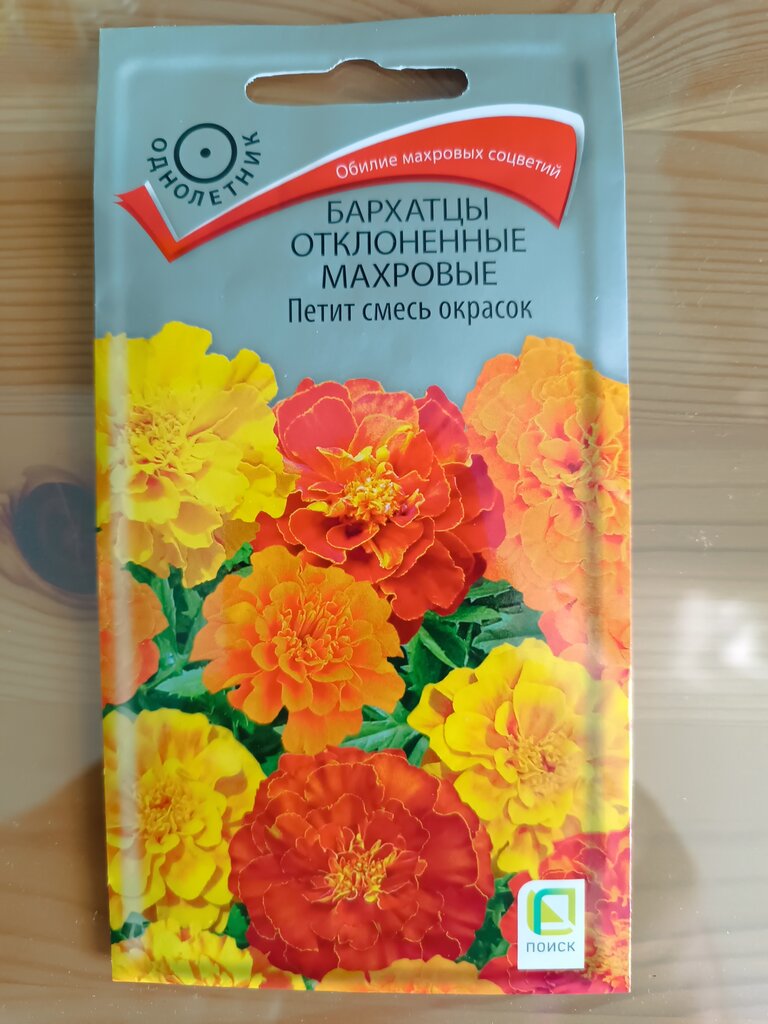 ОДНОЛЕТНИК
Обилие махровых соцветий
БАРХАТЦЫ
ОТКЛОНЕННЫЕ
МАХРОВЫЕ
Петит смесь окрасок
ПОИСК